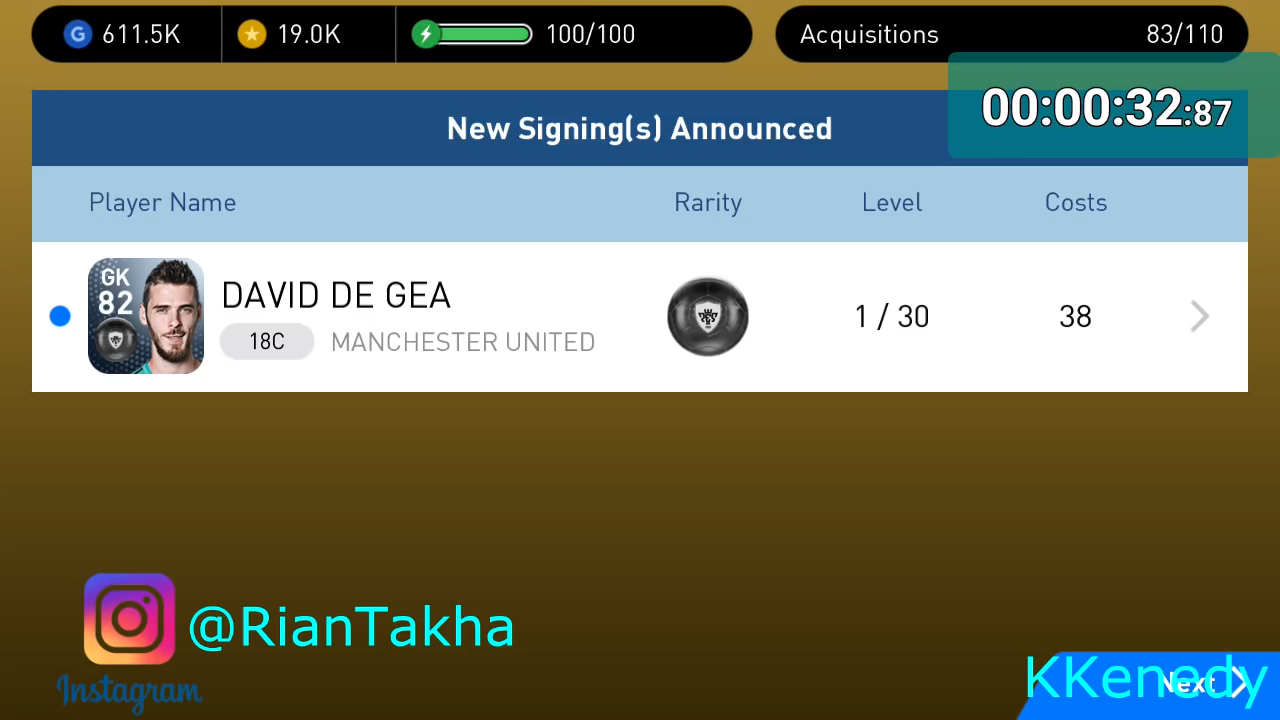 611.5K 19.0K 100/100 Acquisitions 83/110
00:00:32:87
New Signing(s) Announced
Player Name Rarity Level Costs
GK
82
DAVID DE GEA
18C MANCHESTER UNITED
1 / 30 38
@RianTakha
Instagram
KKenedy
Next